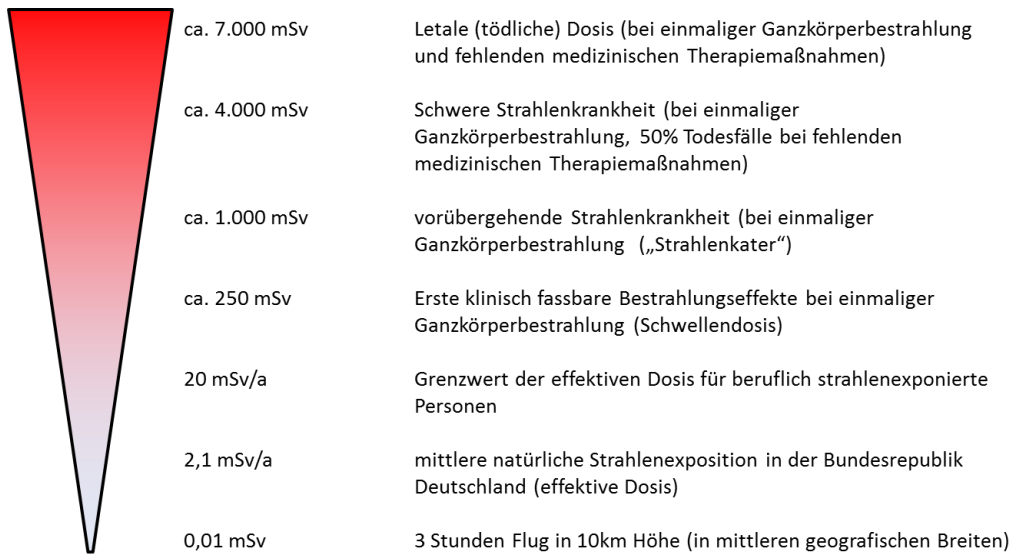 ca. 7.000 mSv Letale (tödliche) Dosis (bei einmaliger Ganzkörperbestrahlung
und fehlenden medizinischen Therapiemaßnahmen)
ca. 4.000 mSv Schwere Strahlenkrankheit (bei einmaliger
Ganzkörperbestrahlung, 50% Todesfälle bei fehlenden
medizinischen Therapiemaßnahmen)
ca. 1.000 mSv vorübergehende Strahlenkrankheit (bei einmaliger
Ganzkörperbestrahlung („Strahlenkater“)
ca. 250 mSv Erste klinisch fassbare Bestrahlungseffekte bei einmaliger
Ganzkörperbestrahlung (Schwellendosis)
20 mSv/a Grenzwert der effektiven Dosis für beruflich strahlenexponierte
Personen
2,1 mSv/a mittlere natürliche Strahlenexposition in der Bundesrepublik
Deutschland (effektive Dosis)
0,01 mSv 3 Stunden Flug in 10km Höhe (in mittleren geografischen Breiten)